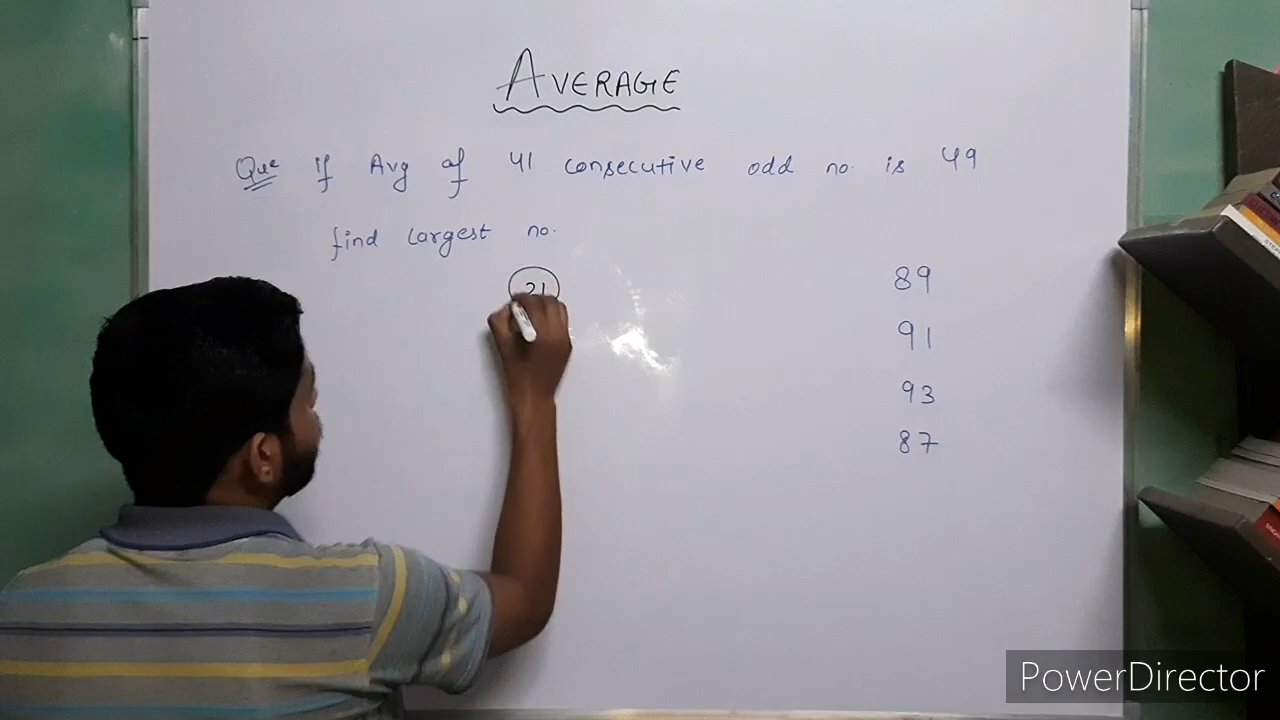 AVERAGE
Que if Avg of 41 consecutive odd no. is 49
find largest no.
21
89
91
93
87
PowerDirector